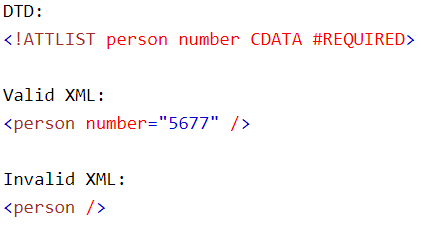 DTD:
<!ATTLIST person number CDATA #REQUIRED>
Valid XML:
<person number="5677" />
Invalid XML:
<person />